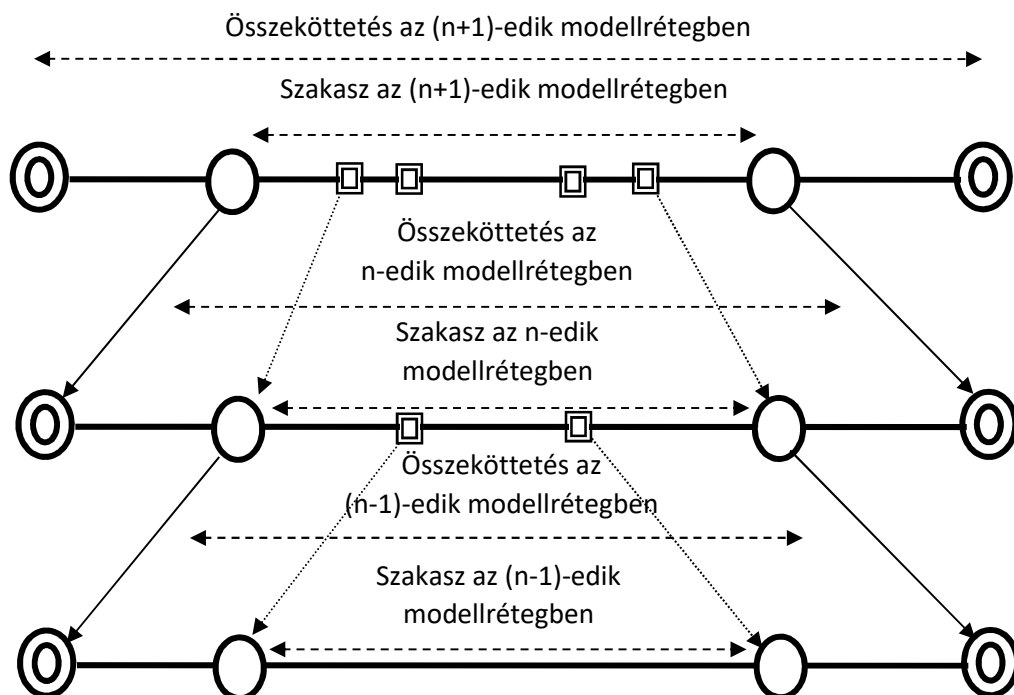 Összeköttetés az (n+1)-edik modellrétegben
Szakasz az (n+1)-edik modellrétegben
Összeköttetés az
n-edik modellrétegben
Szakasz az n-edik
modellrétegben
Összeköttetés az
(n-1)-edik modellrétegben
Szakasz az (n-1)-edik
modellrétegben